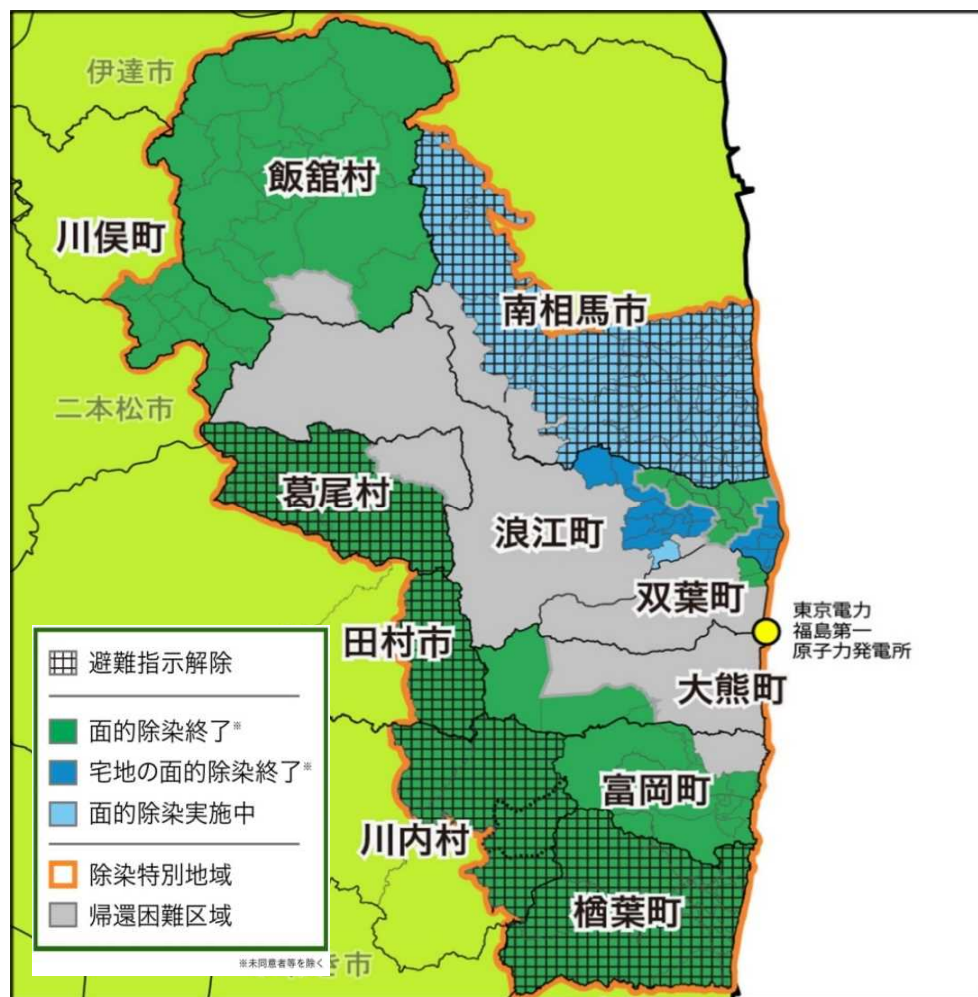 伊達市
飯舘村
川俣町
南相馬市
二本松市
葛尾村
浪江町
双葉町
東京電力
福島第一
原子力発電所
田村市
大熊町
富岡町
川内村
楢葉町
避難指示解除
面的除染終了※
宅地の面的除染終了※
面的除染実施中
除染特別地域
帰還困難区域
※未同意者等を除く
き市